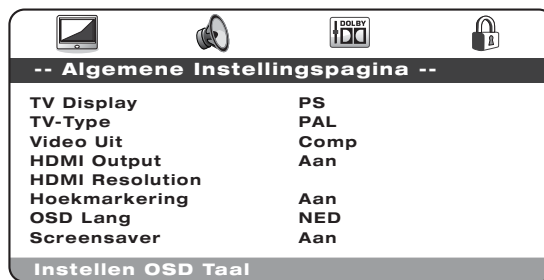 DOLBY
-- Algemene Instellingspagina --
TV Display PS
TV-Type PAL
Video Uit Comp
HDMI Output Aan
HDMI Resolution
Hoekmarkering Aan
OSD Lang NED
Screensaver Aan
Instellen OSD Taal